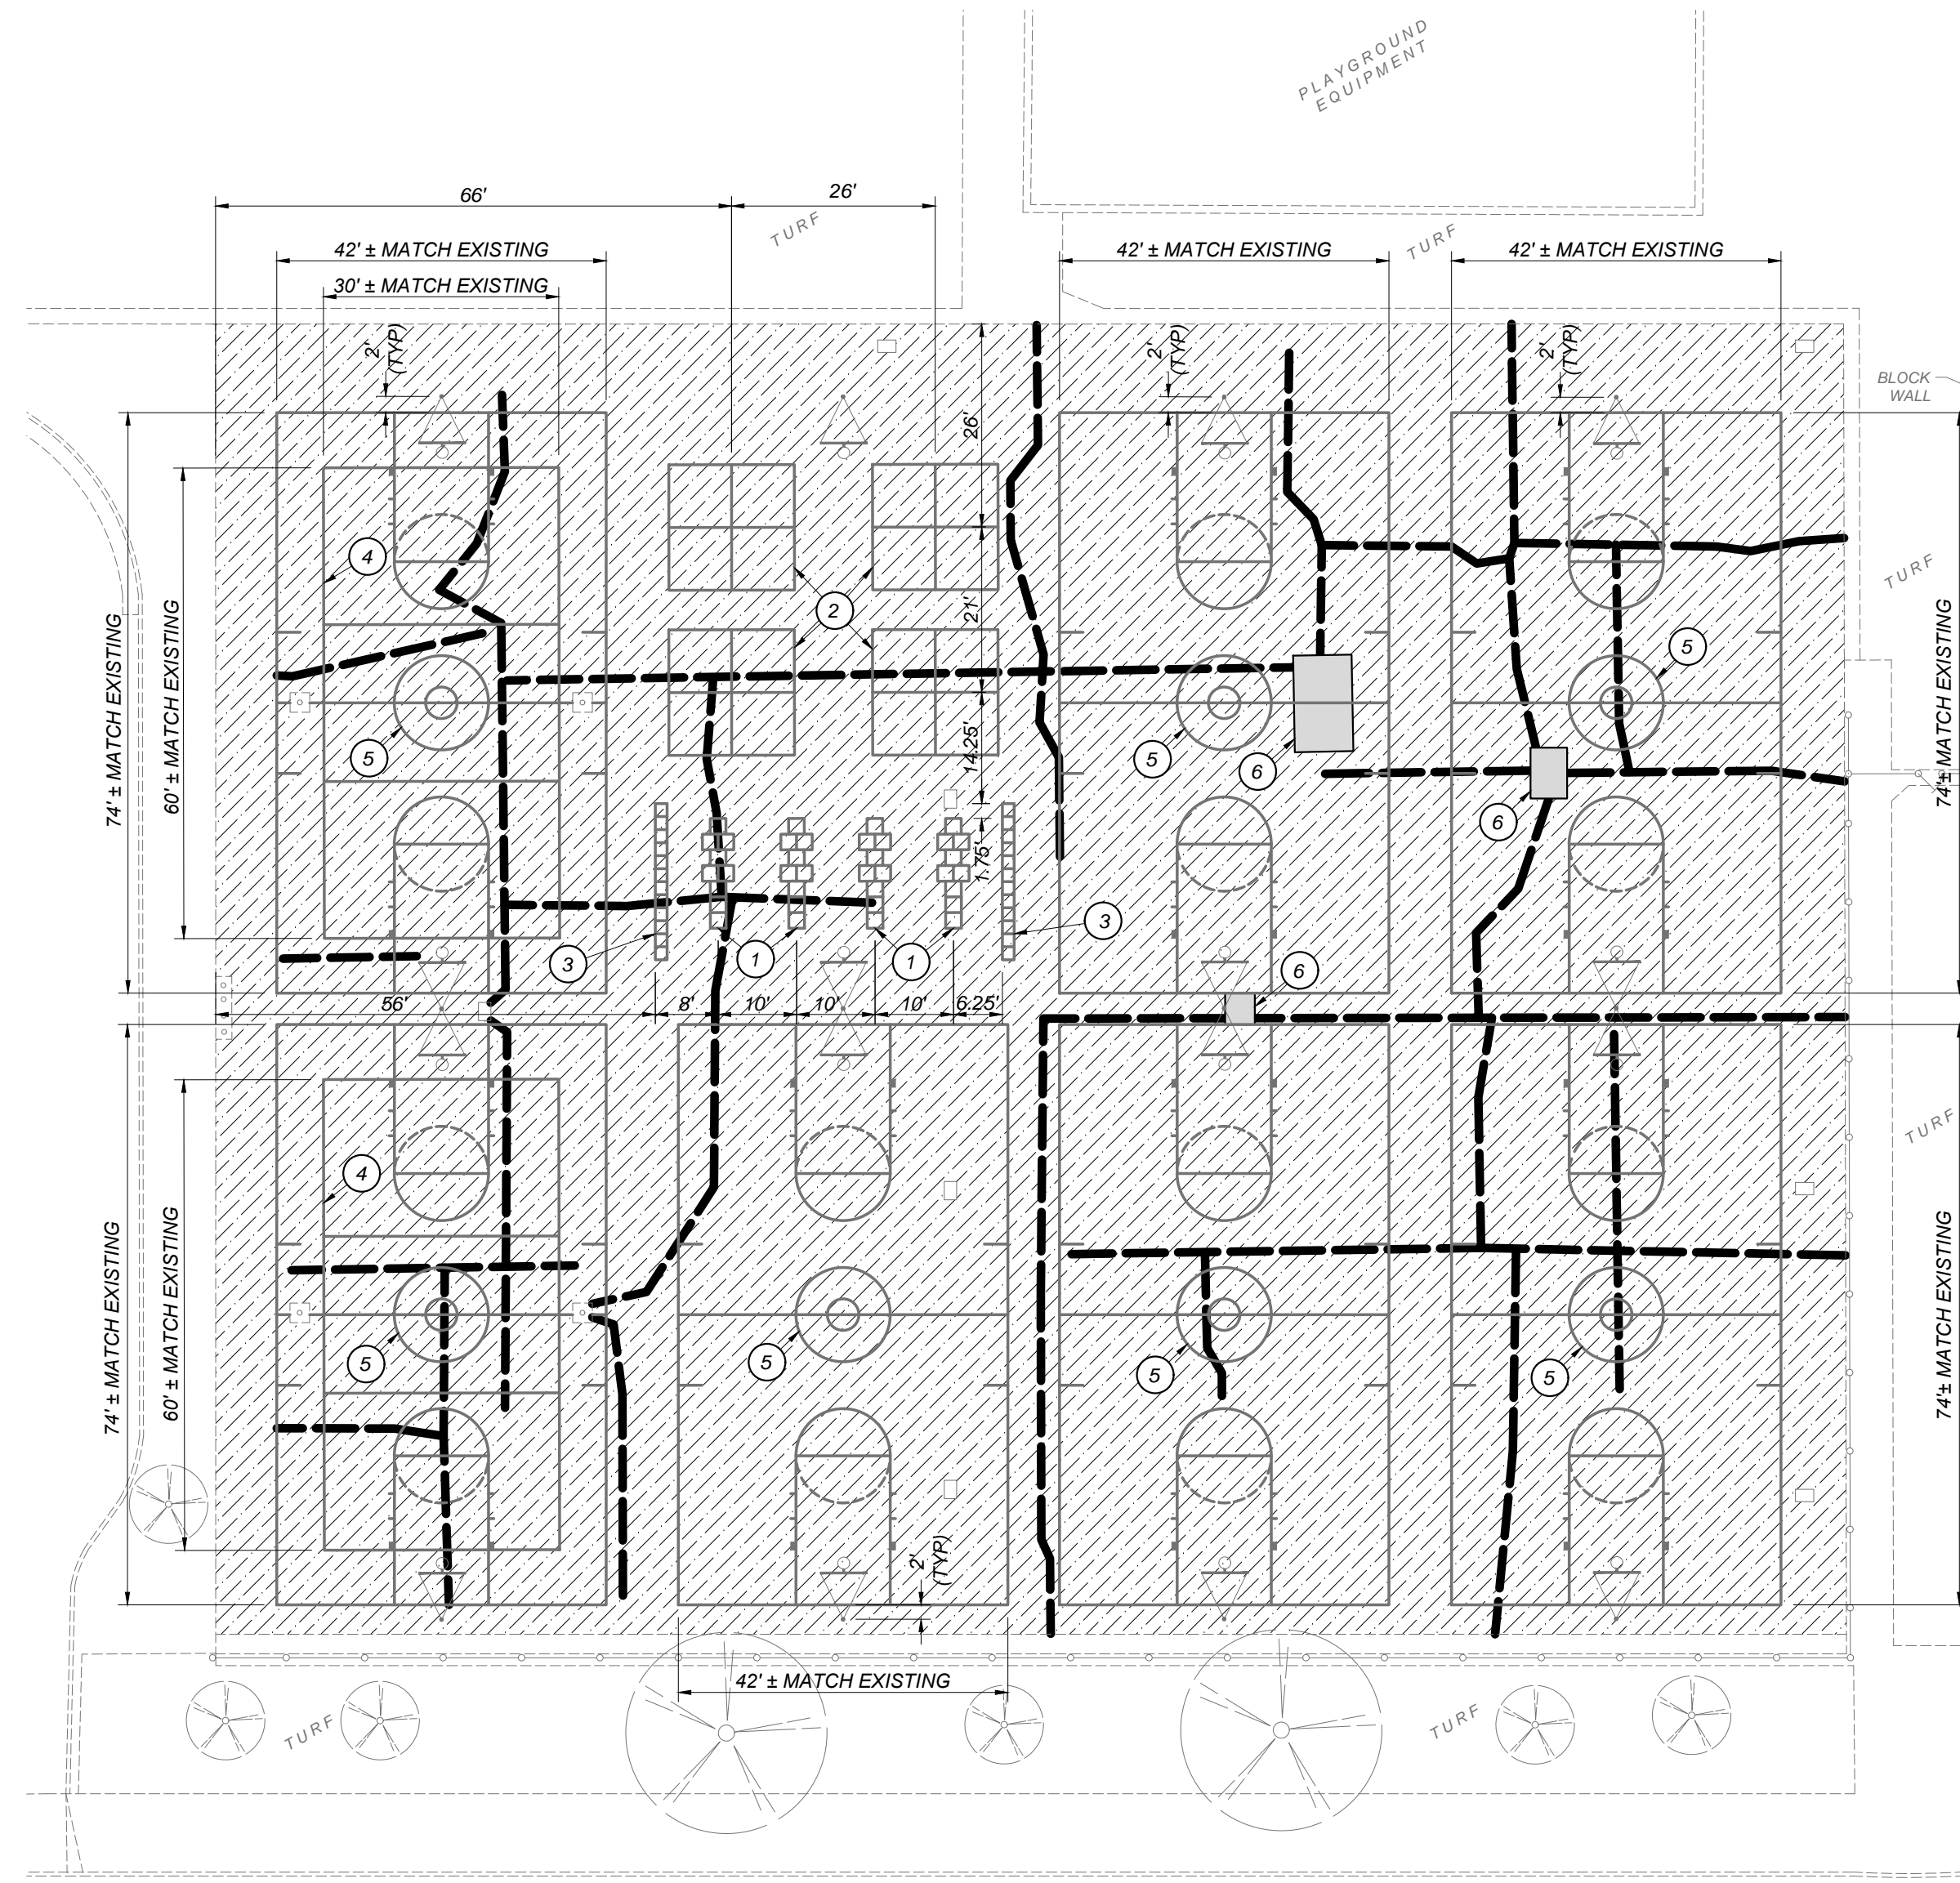 PLAYGROUND
EQUIPMENT
66'
26'
TURF
TURF
42' ± MATCH EXISTING
42' ± MATCH EXISTING
42' ± MATCH EXISTING
30' ± MATCH EXISTING
2'
(TYP)
2'
(TYP)
2'
(TYP)
BLOCK
WALL
26'
4
2
21'
TURF
74' ± MATCH EXISTING
60' ± MATCH EXISTING
5
74'± MATCH EXISTING
14.25'
5
5
6
6
1.75'
3
1
1
3
6
56'
8'
10'
10'
10'
6.25'
TURF
4
74' ± MATCH EXISTING
60' ± MATCH EXISTING
74'± MATCH EXISTING
5
5
5
5
2'
(TYP)
42' ± MATCH EXISTING
TURF
TURF